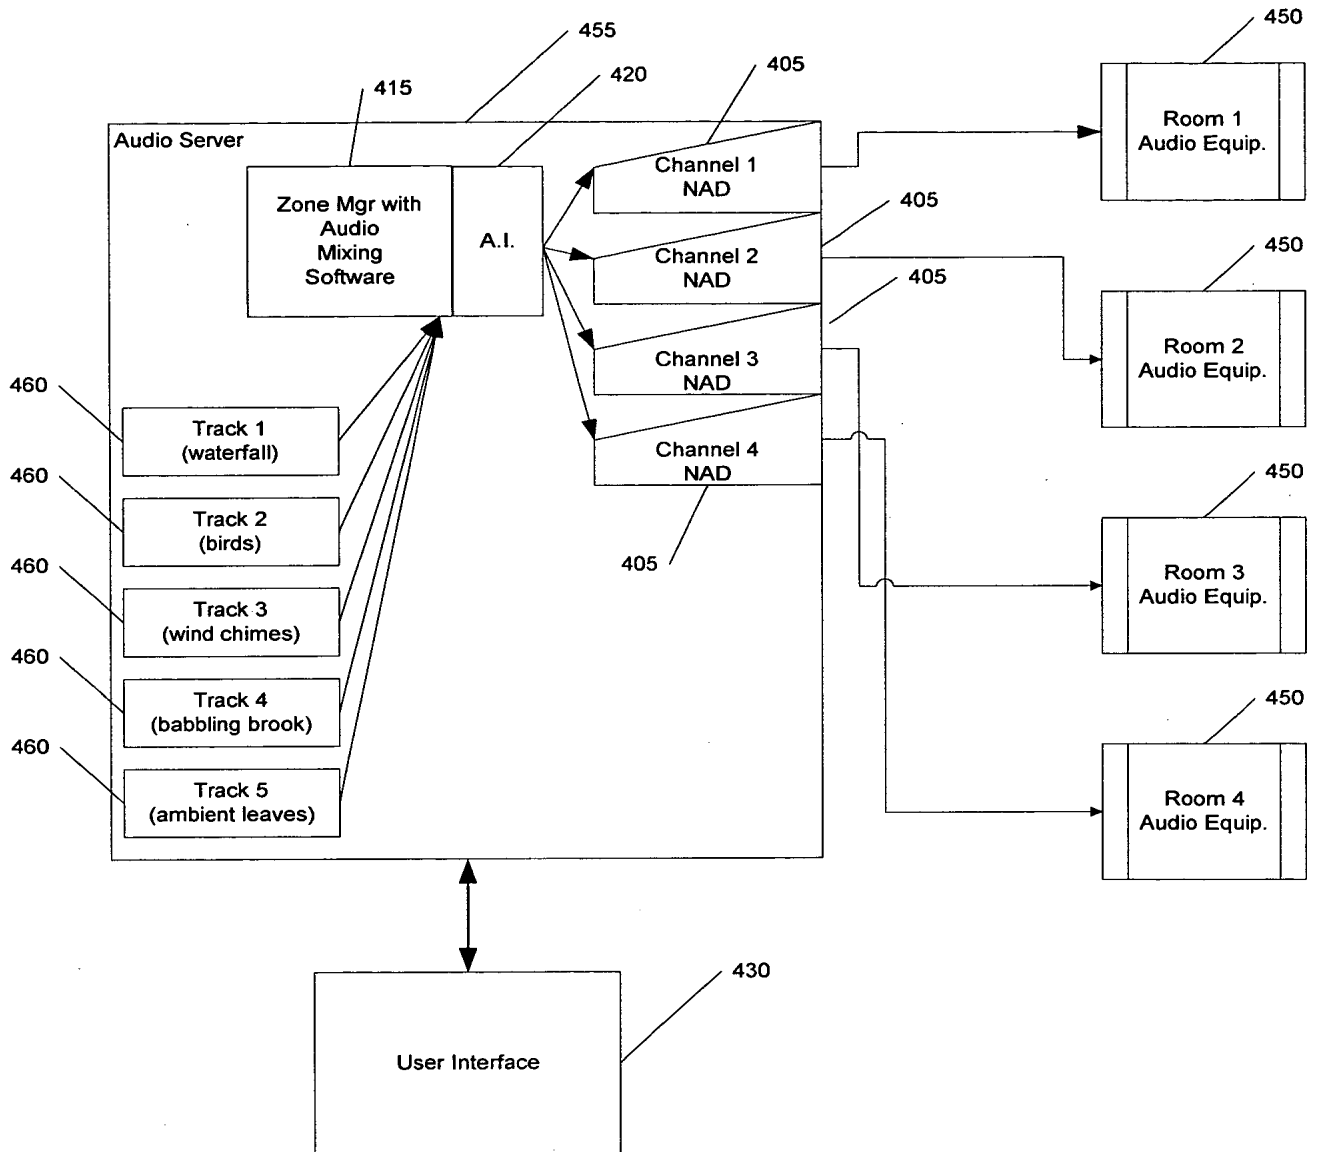 450
455
405
420
415
Audio Server
Room 1
Audio Equip.
Channel 1
NAD
Zone Mgr with
Audio
Mixing
Software
A.I.
405
450
Channel 2
NAD
405
Room 2
Audio Equip.
Channel 3
NAD
460
Track 1
(waterfall)
Channel 4
NAD
450
460
Track 2
(birds)
405
460
Room 3
Audio Equip.
Track 3
(wind chimes)
460
Track 4
(babbling brook)
450
460
Track 5
(ambient leaves)
Room 4
Audio Equip.
430
User Interface